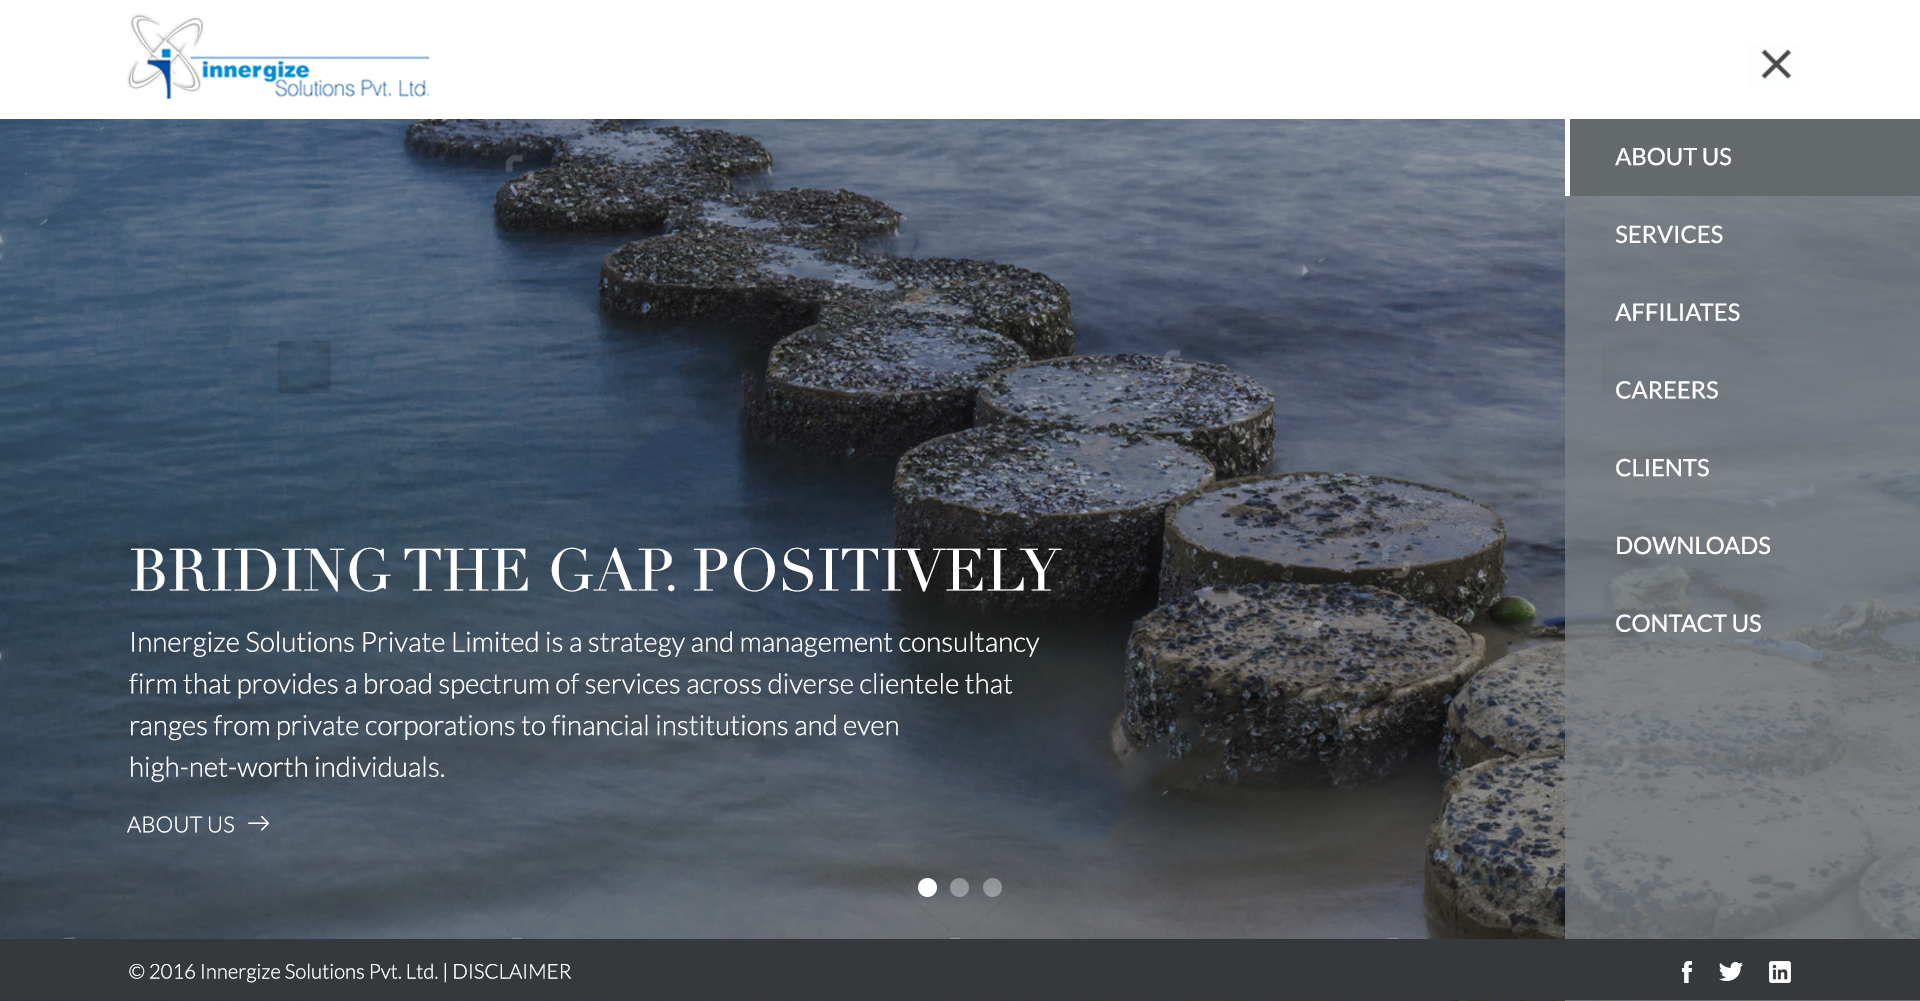 innergize
Solutions Pvt. Ltd.
ABOUT US
SERVICES
AFFILIATES
CAREERS
CLIENTS
DOWNLOADS
CONTACT US
BRIDING THE GAP. POSITIVELY
Innergize Solutions Private Limited is a strategy and management consultancy
firm that provides a broad spectrum of services across diverse clientele that
ranges from private corporations to financial institutions and even
high-net-worth individuals.
ABOUT US
© 2016 Innergize Solutions Pvt. Ltd. | DISCLAIMER